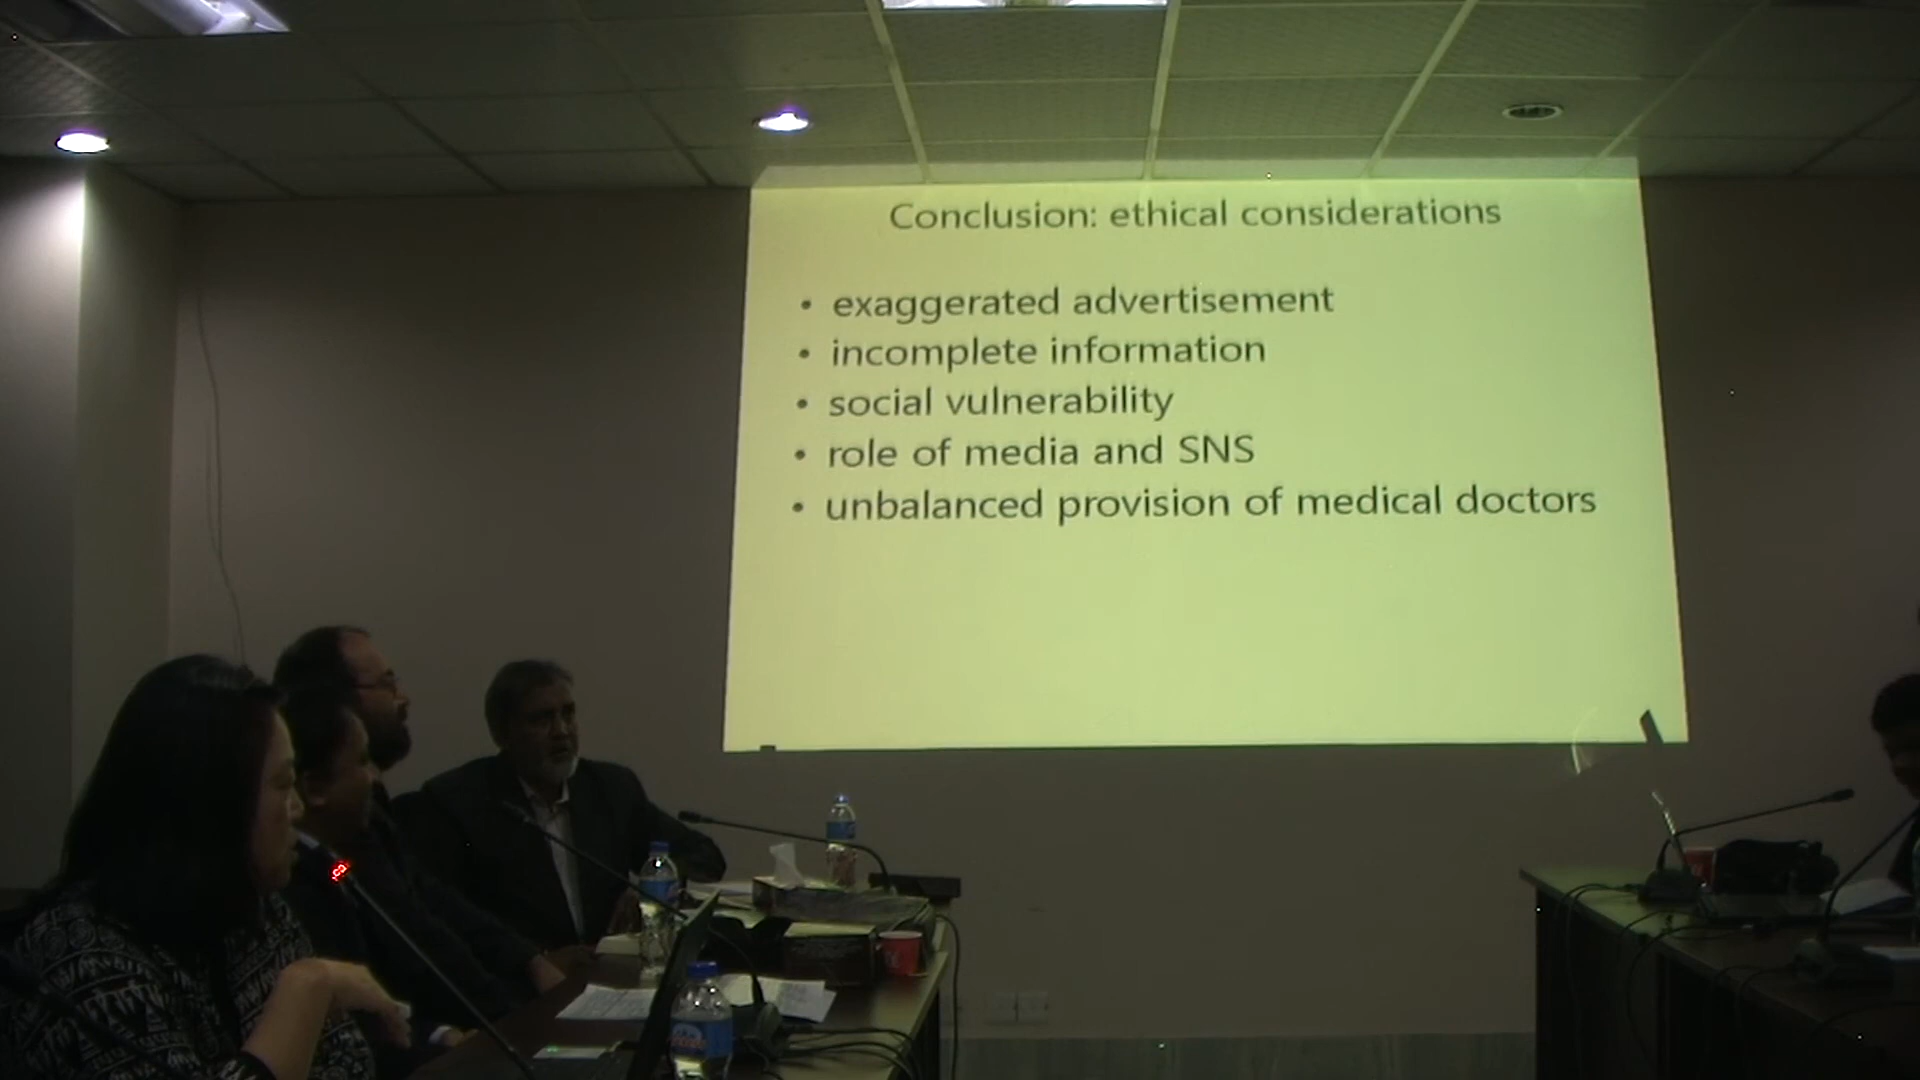 Conclusion: ethical considerations
• exaggerated advertisement
• incomplete information
• social vulnerability
• role of media and SNS
• unbalanced provision of medical doctors